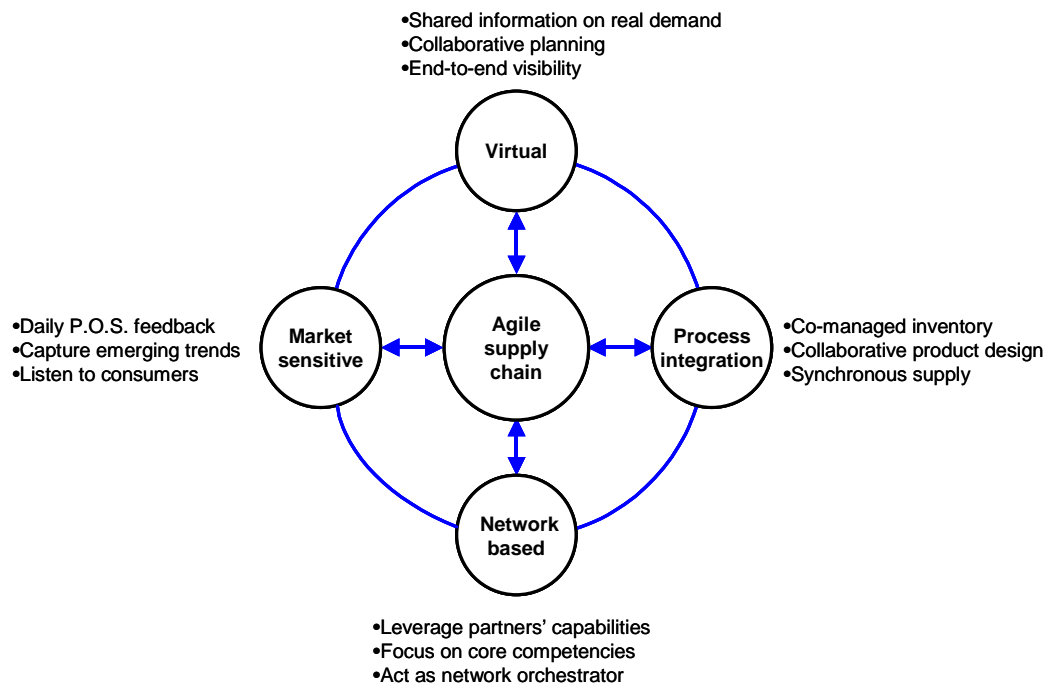 •Shared information on real demand
•Collaborative planning
•End-to-end visibility
Virtual
•Daily P.O.S. feedback
•Capture emerging trends
•Listen to consumers
Market
sensitive
Agile
supply
chain
Process
integration
•Co-managed inventory
•Collaborative product design
•Synchronous supply
Network
based
•Leverage partners’ capabilities
•Focus on core competencies
•Act as network orchestrator